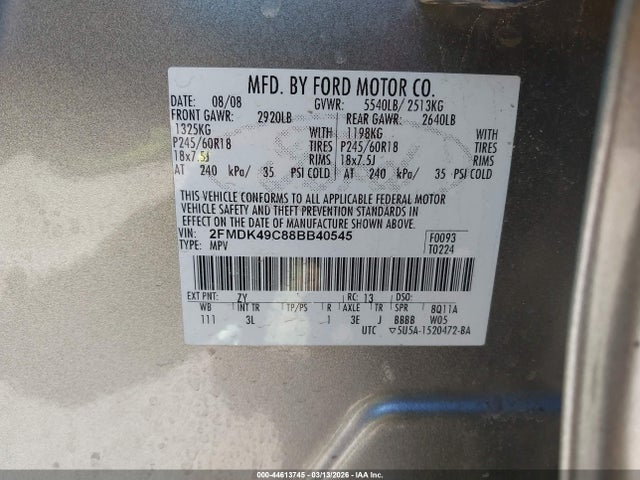 MFD. BY FORD MOTOR CO.
DATE: 08/08 GVWR: 5540LB/ 2513KG
FRONT GAWR: 2920LB REAR GAWR: 2640LB
1325KG WITH 1198KG WITH
P245/60R18 TIRES P245/60R18 TIRES
18x7.5J RIMS 18x7.5J RIMS
AT 240 kPa/ 35 PSI COLD AT 240 kPa/ 35 PSI COLD
THIS VEHICLE CONFORMS TO ALL APPLICABLE FEDERAL MOTOR
VEHICLE SAFETY AND THEFT PREVENTION STANDARDS IN
EFFECT ON THE DATE OF MANUFACTURE SHOWN ABOVE.
VIN: 2FMDK49C88BB40545 F0093
TYPE: MPV T0224
EXT PNT: ZY RC: 13 DSO:
WB INT TR TP/PS R AXLE TR SPR 8Q11A
111 3L 1 3E J BBBB W05
UTC ▽5U5A-1520472-BA
000-44613745 - 03/13/2026 - IAAI.CA